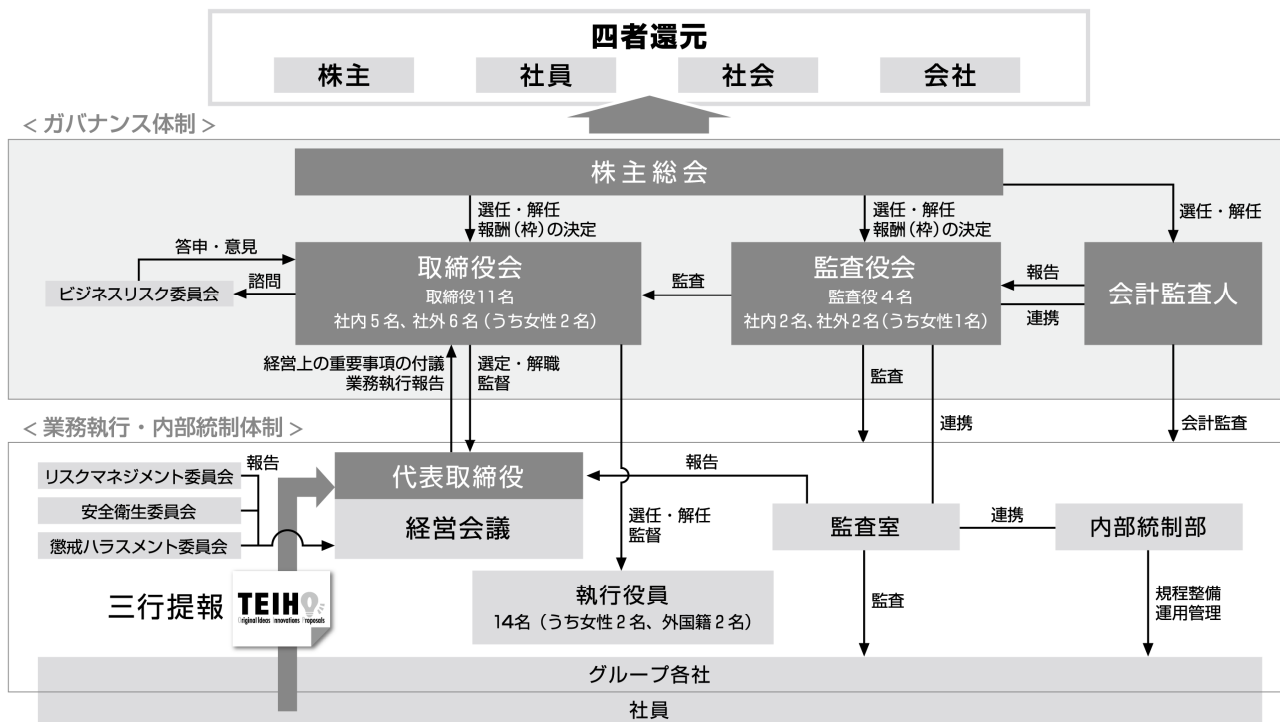 四者還元
株主
社員
社会
会社
< ガバナンス体制 >
株主総会
選任・解任
報酬(枠)の決定
選任・解任
報酬(枠)の決定
選任・解任
答申・意見
諮問
ビジネスリスク委員会
取締役会
取締役11名
社内5名、社外6名(うち女性2名)
監査
監査役会
監査役4名
社内2名、社外2名(うち女性1名)
報告
連携
会計監査人
経営上の重要事項の付議
業務執行報告
選定・解職
監督
監査
連携
会計監査
< 業務執行・内部統制体制 >
リスクマネジメント委員会
報告
安全衛生委員会
懲戒ハラスメント委員会
代表取締役
経営会議
報告
選任・解任
監督
監査室
連携
内部統制部
三行提報
TEIHO
Original Ideas Innovations Proposals
執行役員
14名(うち女性2名、外国籍2名)
監査
規程整備
運用管理
グループ各社
社員